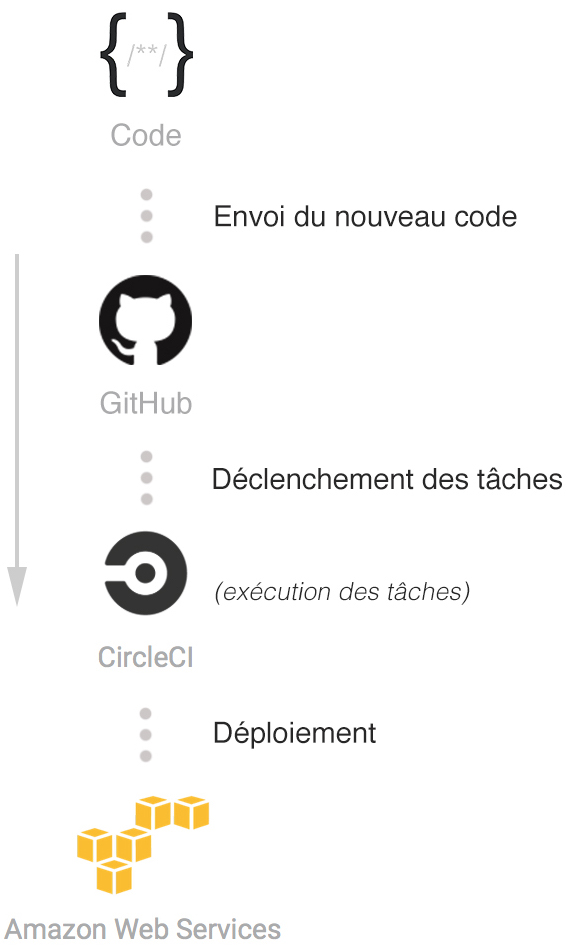 {/**/}
Code
Envoi du nouveau code
GitHub
Déclenchement des tâches
(exécution des tâches)
CircleCI
Déploiement
Amazon Web Services